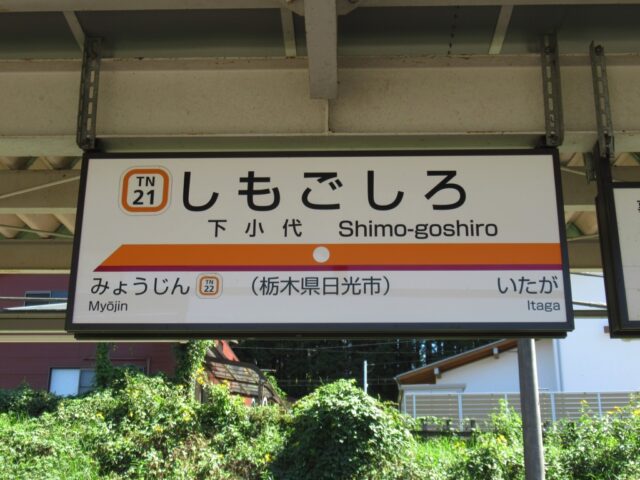 TN
21
しもごしろ
下小代 Shimo-goshiro
みょうじん TN 22 (栃木県日光市) いたが
Myōjin Itaga